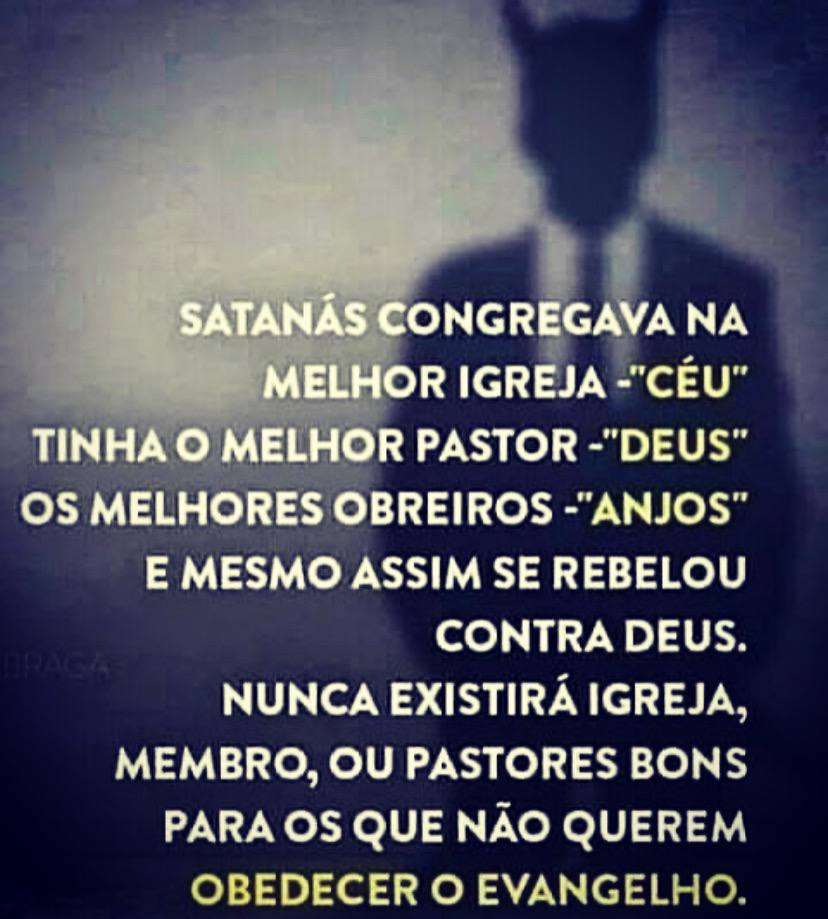 SATANÁS CONGREGAVA NA
MELHOR IGREJA -"CÉU"
TINHA O MELHOR PASTOR -"DEUS"
OS MELHORES OBREIROS -"ANJOS"
E MESMO ASSIM SE REBELOU
CONTRA DEUS.
BRAGA
NUNCA EXISTIRÁ IGREJA,
MEMBRO, OU PASTORES BONS
PARA OS QUE NÃO QUEREM
OBEDECER O EVANGELHO.